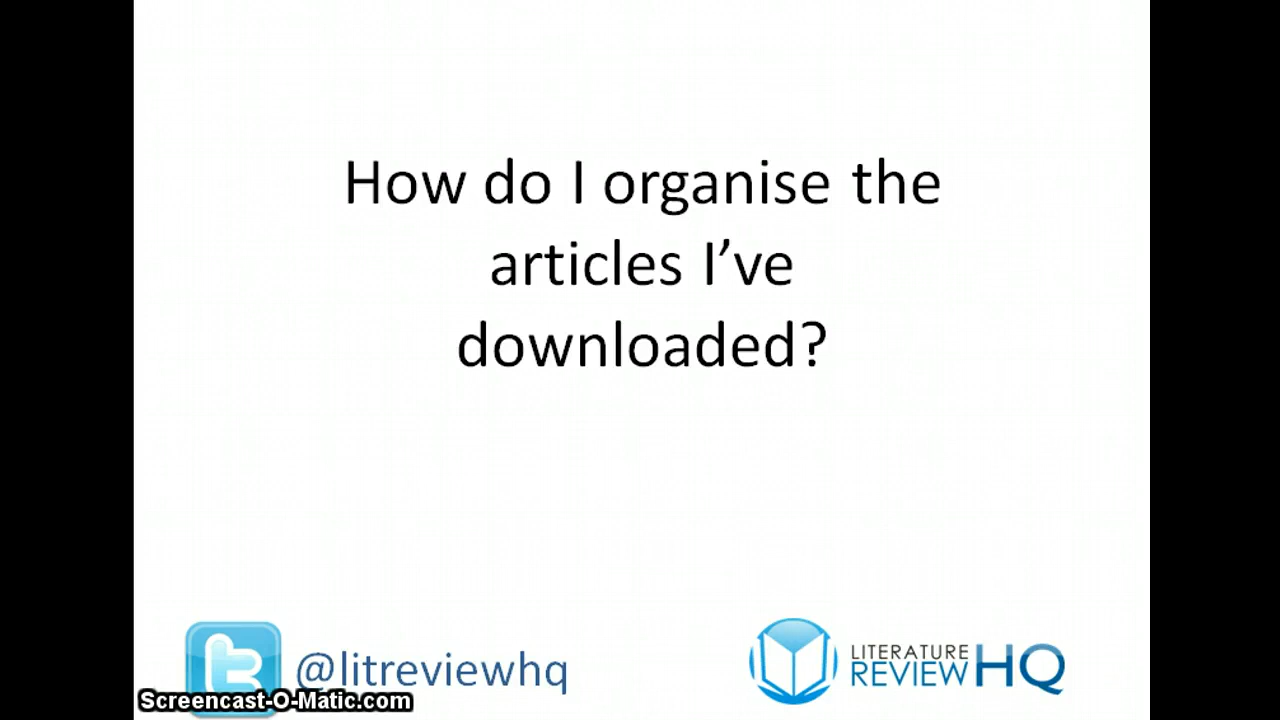 How do I organise the
articles I’ve
downloaded?
@litreviewhq
LITERATURE
REVIEW HQ
Screencast-O-Matic.com